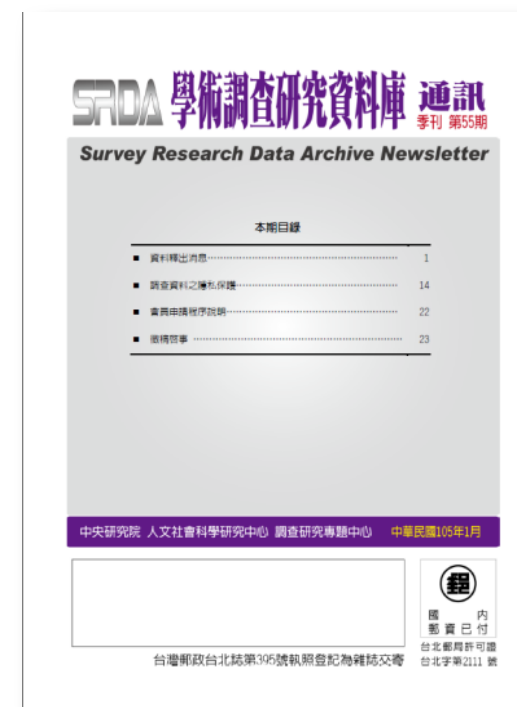 SRDA 學術調查研究資料庫 通訊
季刊 第55期
Survey Research Data Archive Newsletter
本期目錄
■ 資料釋出消息 1
■ 調查資料之隱私保護 14
■ 會員申請程序說明 22
■ 徵稿啓事 23
中央研究院 人文社會科學研究中心 調查研究專題中心 中華民國105年1月
郵
國 內
郵資已付
台北郵局許可證
台北字第2111 號
台灣郵政台北誌第395號執照登記為雜誌交寄